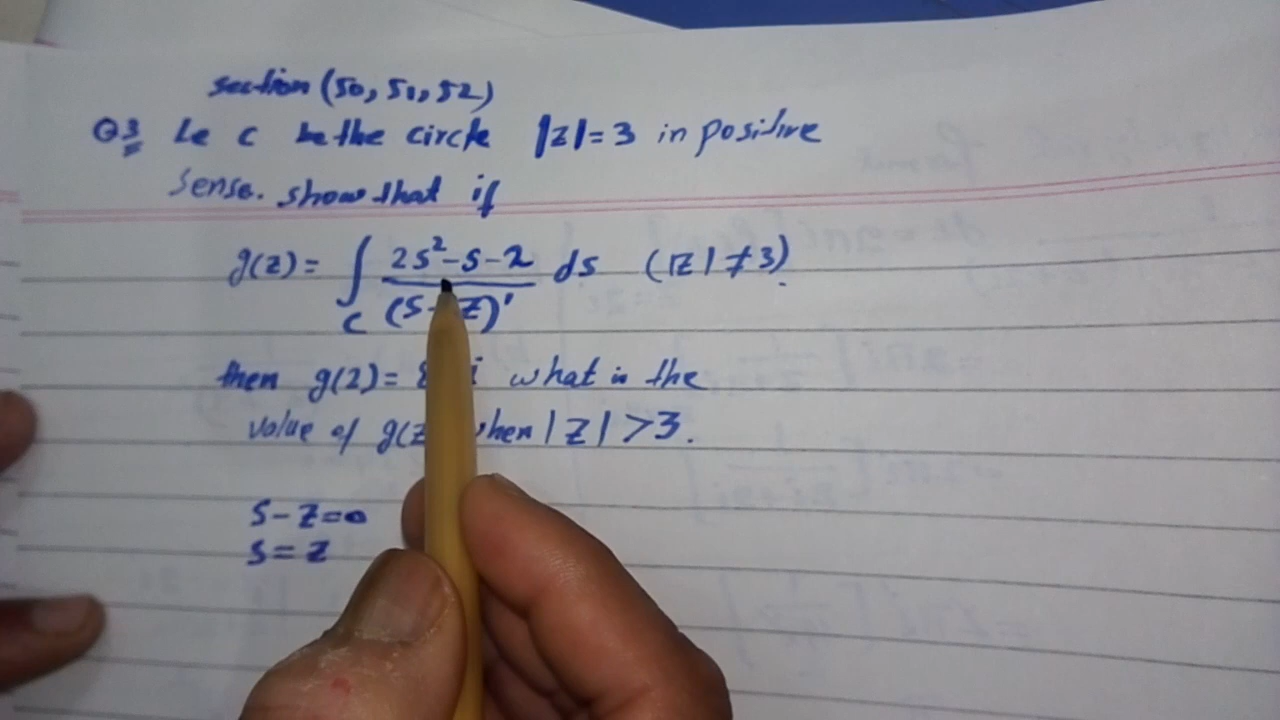 section (50, 51, 52)
Q3 Le c be the circle |z|=3 in positive
sense. show that if
g(z) = ∫ 2s²-s-2 ds (|z| ≠ 3).
c (s- z)'
then g(2)= i what is the
value of g(z when |z| >3.
s-z=0
s=z